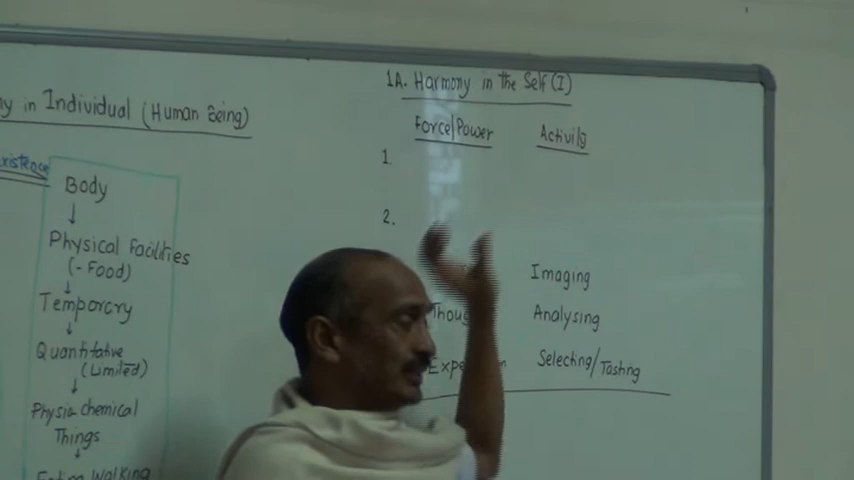 in Individual (Human Being)
Body
↓
Physical Facilities
(-Food)
↓
Temporary
↓
Quantitative
(Limited)
↓
Physio chemical
Things
↓
Walking
1A. Harmony in the Self (I)
Force/Power Activity
1.
2.
Imaging
Analysing
Selecting/Tasting